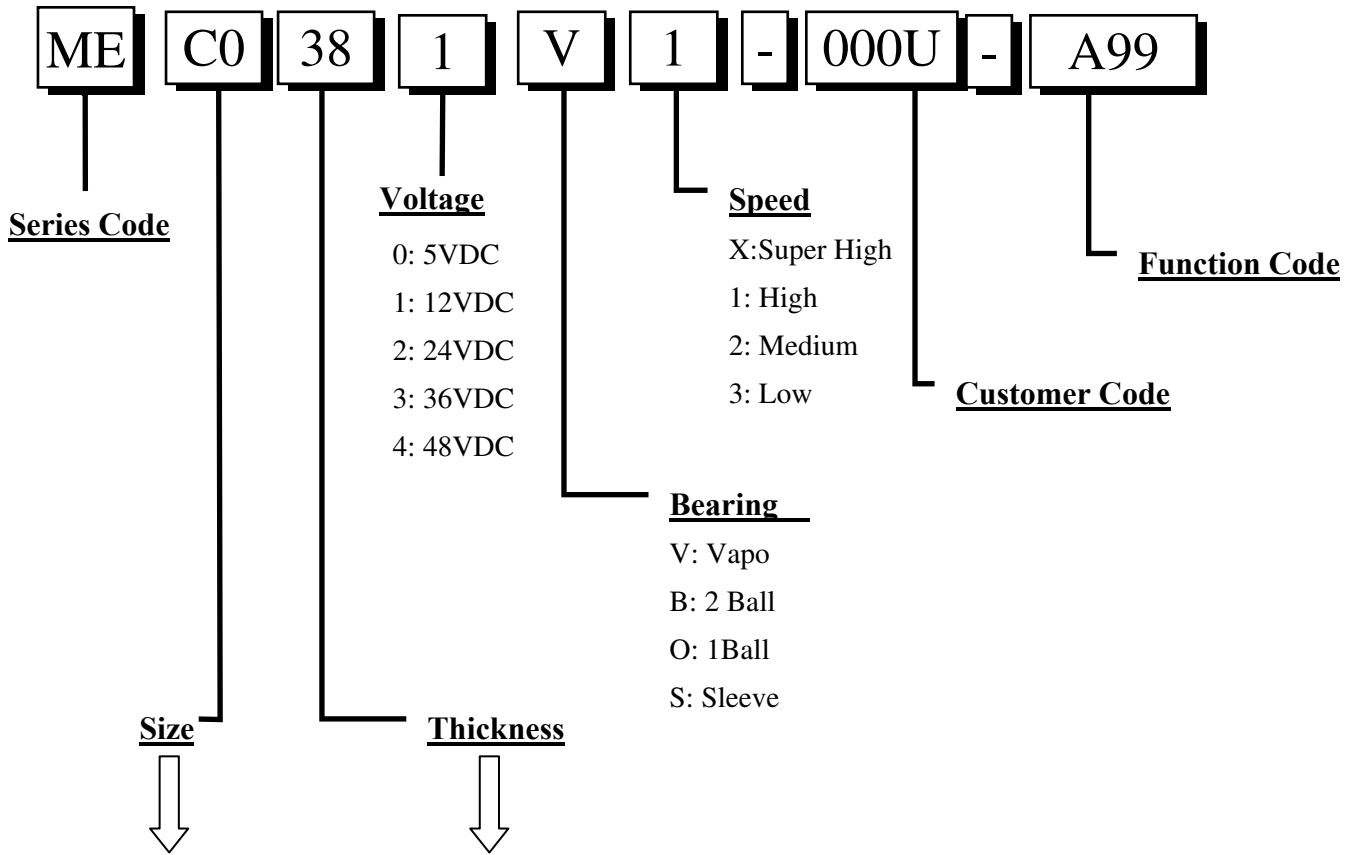 ME C0 38 1 V 1 - 000U - A99
Series Code
Voltage
0: 5VDC
1: 12VDC
2: 24VDC
3: 36VDC
4: 48VDC
Speed
X:Super High
1: High
2: Medium
3: Low
Function Code
Customer Code
Bearing
V: Vapo
B: 2 Ball
O: 1Ball
S: Sleeve
Size
Thickness